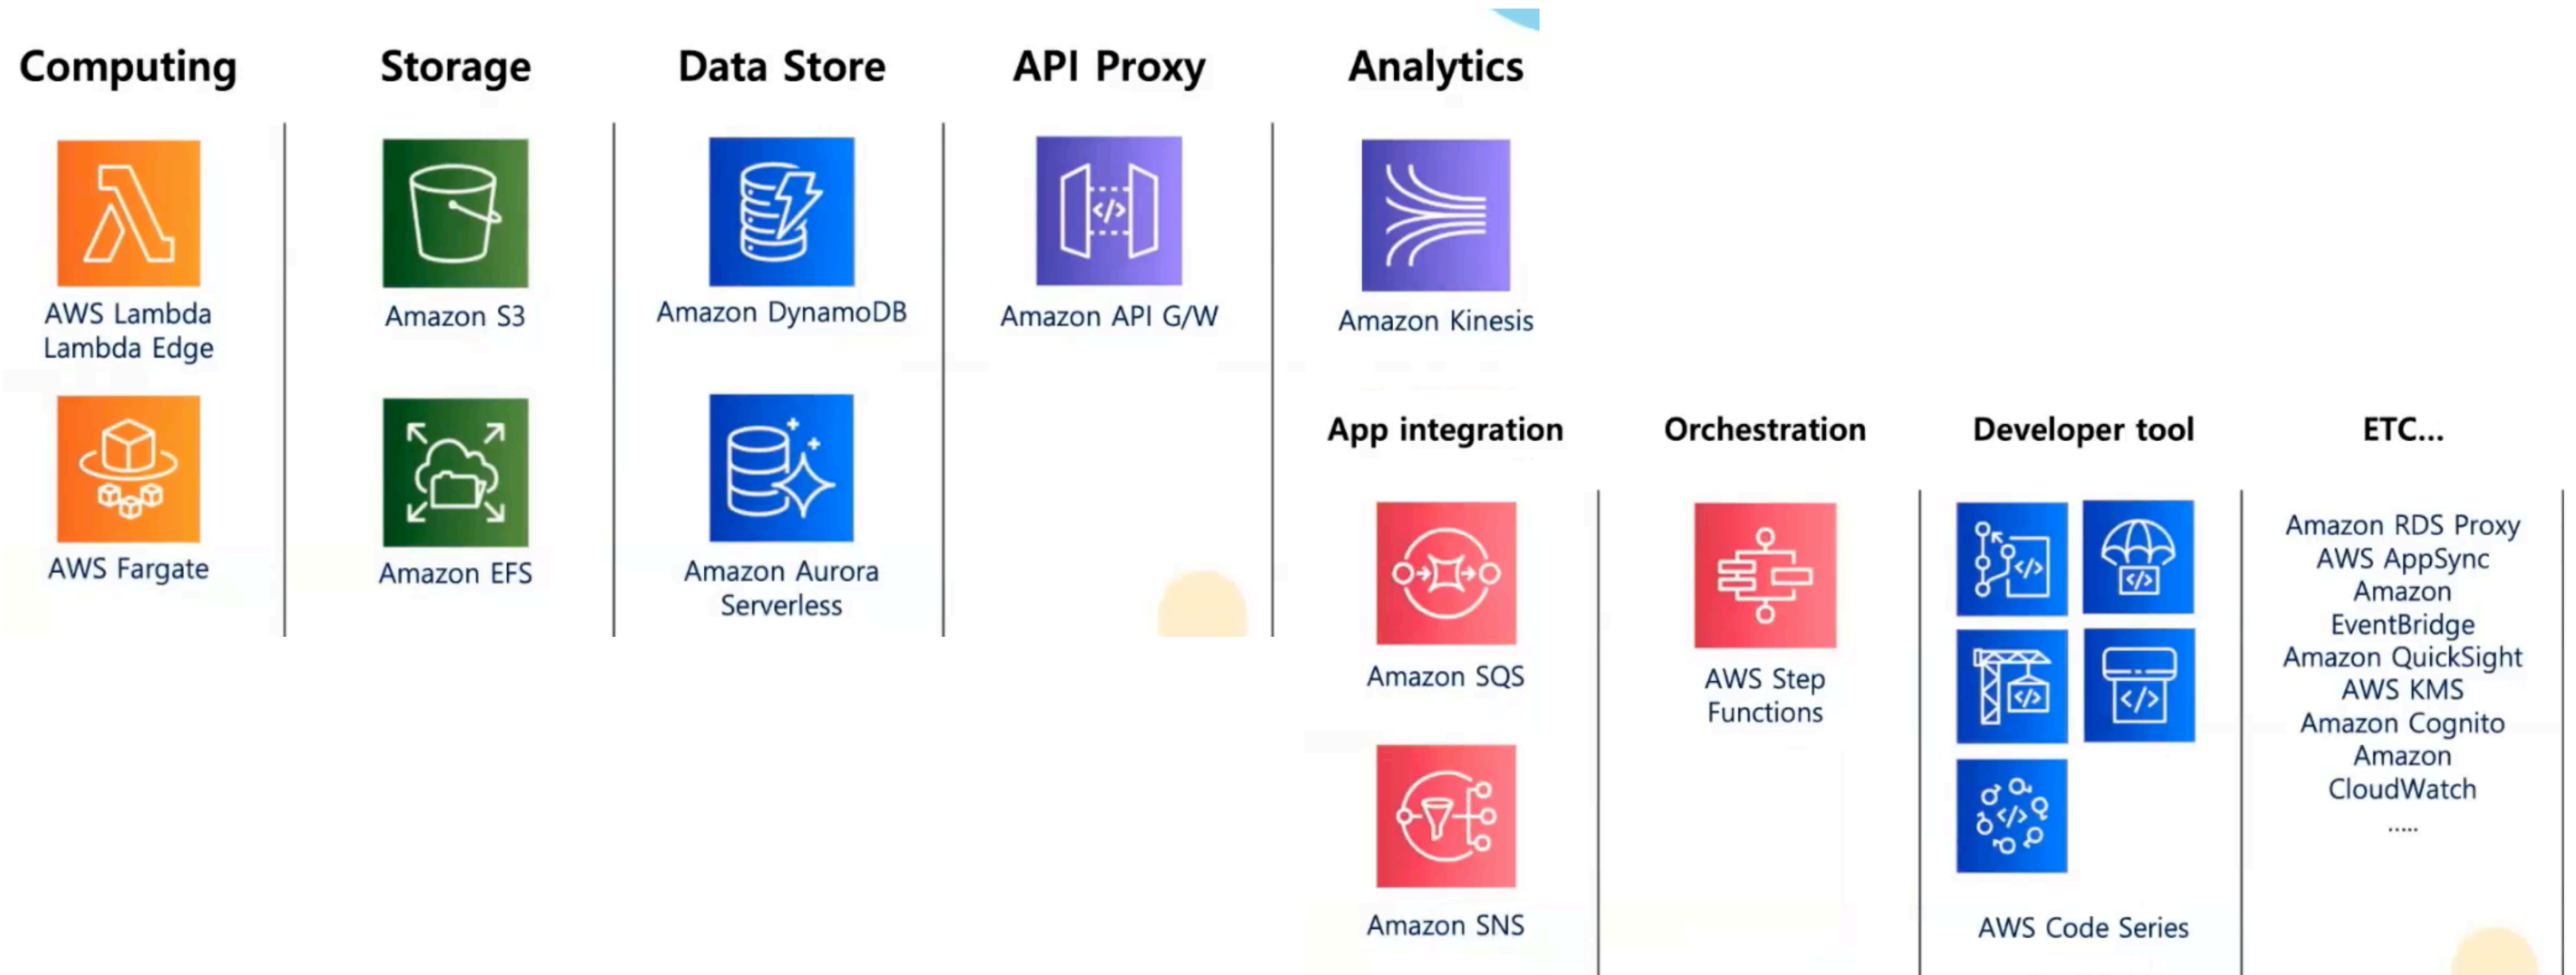 Computing
AWS Lambda
Lambda Edge
AWS Fargate
Storage
Amazon S3
Amazon EFS
Data Store
Amazon DynamoDB
Amazon Aurora
Serverless
API Proxy
</>
Amazon API G/W
Analytics
Amazon Kinesis
App integration
Amazon SQS
Amazon SNS
Orchestration
AWS Step
Functions
Developer tool
</>
</>
</>
</>
</>
AWS Code Series
ETC...
Amazon RDS Proxy
AWS AppSync
Amazon
EventBridge
Amazon QuickSight
AWS KMS
Amazon Cognito
Amazon
CloudWatch
.....